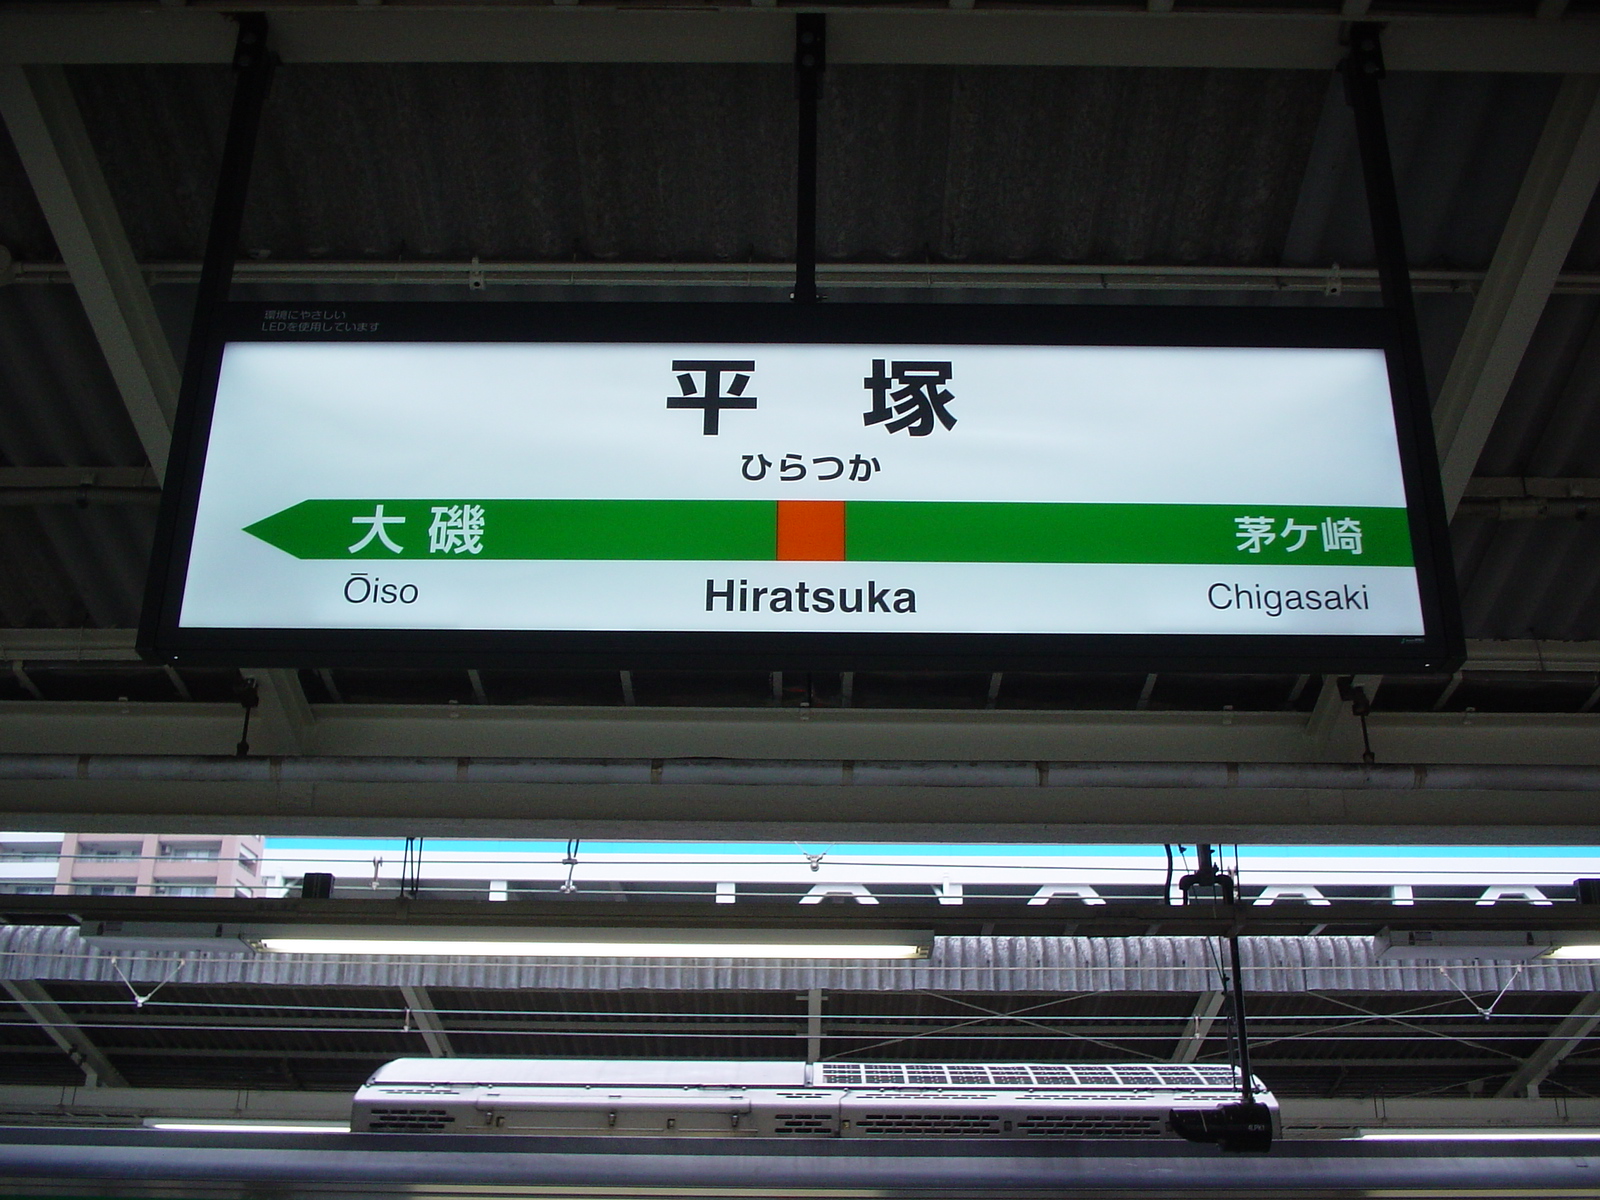 環境にやさしい
LEDを使用しています
平 塚
ひらつか
大 磯
茅ケ崎
Ōiso
Hiratsuka
Chigasaki